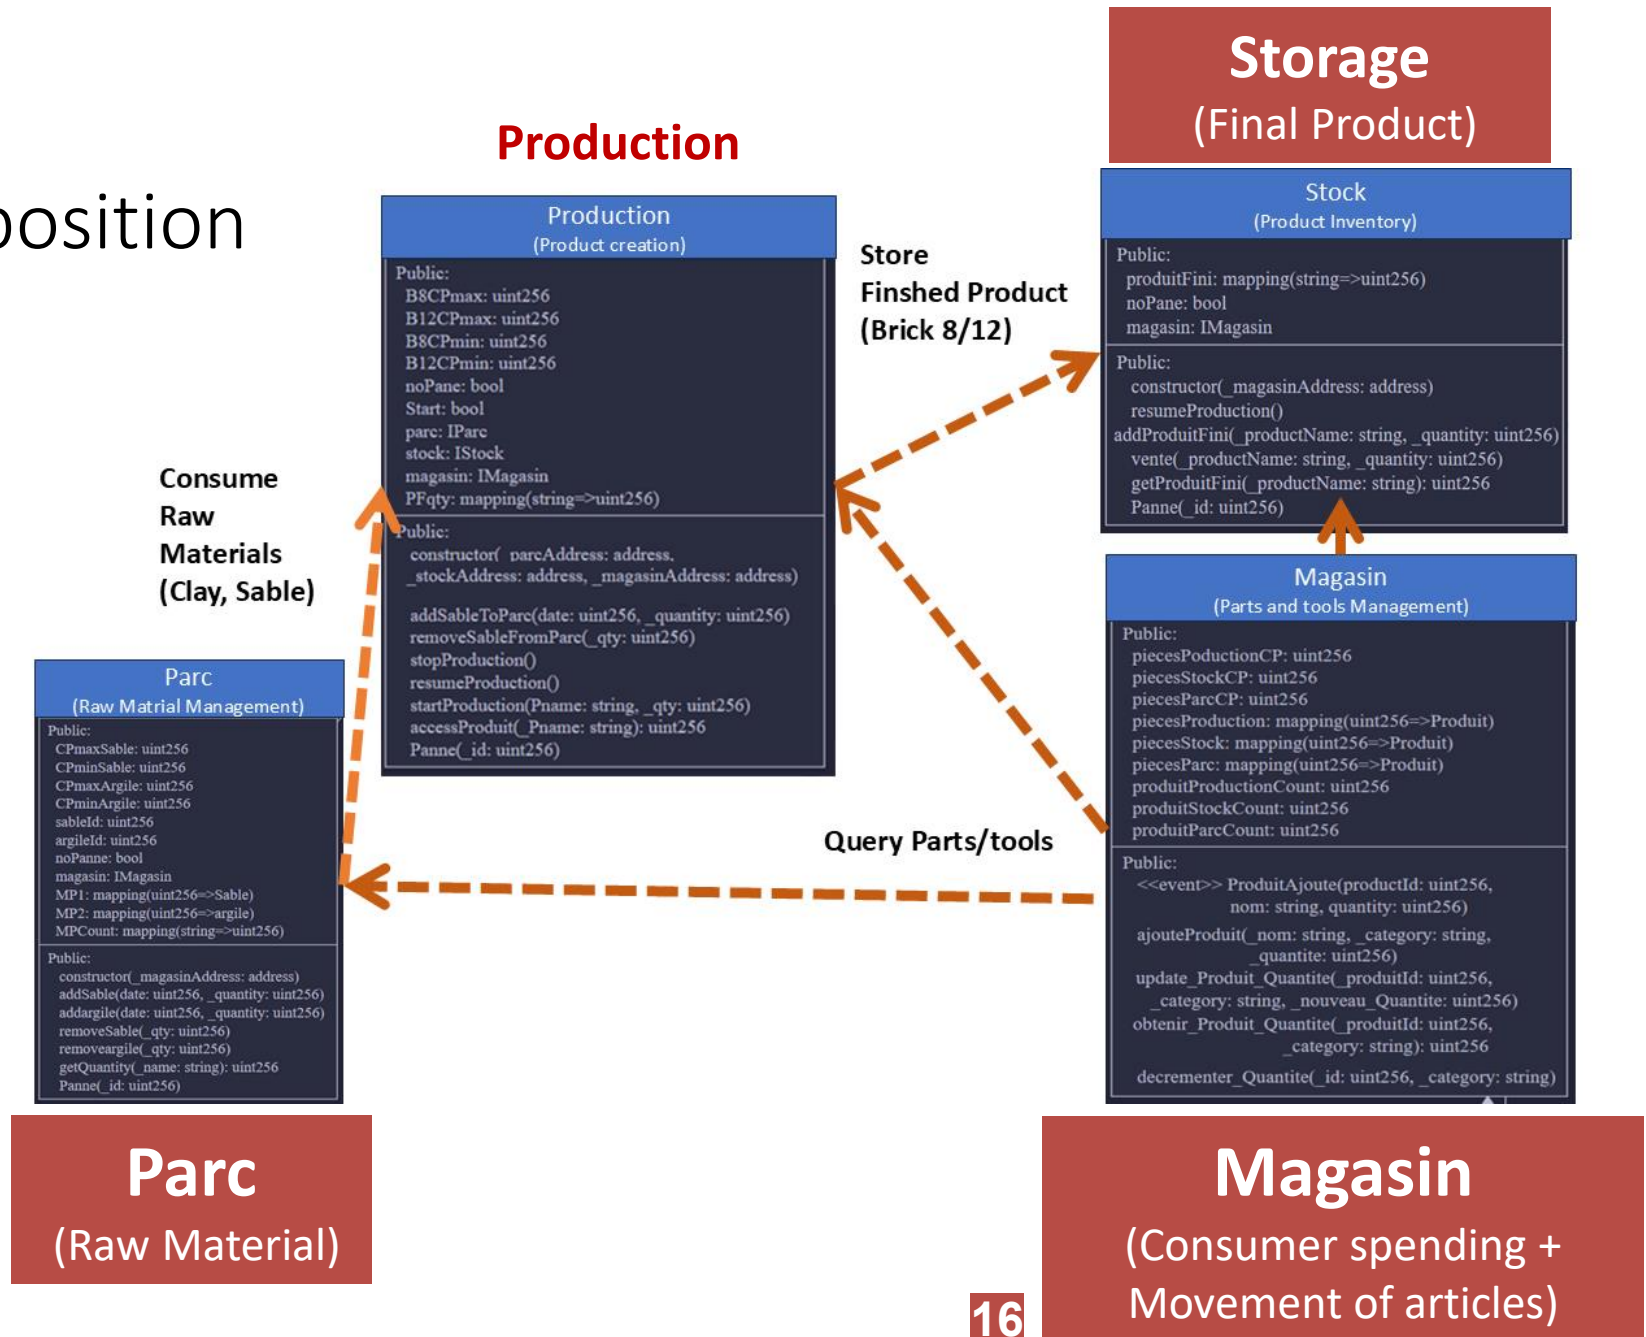 position
Production
Production
(Product creation)
Public:
B8CPmax: uint256
B12CPmax: uint256
B8CPmin: uint256
B12CPmin: uint256
noPane: bool
Start: bool
parc: IParc
stock: IStock
magasin: IMagasin
PFqty: mapping(string=>uint256)
Public:
constructor(_parcAddress: address,
_stockAddress: address, _magasinAddress: address)
addSableToParc(date: uint256, _quantity: uint256)
removeSableFromParc(_qty: uint256)
stopProduction()
resumeProduction()
startProduction(Pname: string, _qty: uint256)
accessProduit(_Pname: string): uint256
Panne(_id: uint256)
Storage
(Final Product)
Stock
(Product Inventory)
Public:
produitFini: mapping(string=>uint256)
noPane: bool
magasin: IMagasin
Public:
constructor(_magasinAddress: address)
resumeProduction()
addProduitFini(_productName: string, _quantity: uint256)
vente(_productName: string, _quantity: uint256)
getProduitFini(_productName: string): uint256
Panne(_id: uint256)
Store
Finshed Product
(Brick 8/12)
Consume
Raw
Materials
(Clay, Sable)
Query Parts/tools
Parc
(Raw Matrial Management)
Public:
CPmaxSable: uint256
CPminSable: uint256
CPmaxArgile: uint256
CPminArgile: uint256
sableId: uint256
argileId: uint256
noPanne: bool
magasin: IMagasin
MP1: mapping(uint256=>Sable)
MP2: mapping(uint256=>argile)
MPCount: mapping(string=>uint256)
Public:
constructor(_magasinAddress: address)
addSable(date: uint256, _quantity: uint256)
addargile(date: uint256, _quantity: uint256)
removeSable(_qty: uint256)
removeargile(_qty: uint256)
getQuantity(_name: string): uint256
Panne(_id: uint256)
Parc
(Raw Material)
Magasin
(Parts and tools Management)
Public:
piecesPoductionCP: uint256
piecesStockCP: uint256
piecesParcCP: uint256
piecesProduction: mapping(uint256=>Produit)
piecesStock: mapping(uint256=>Produit)
piecesParc: mapping(uint256=>Produit)
produitProductionCount: uint256
produitStockCount: uint256
produitParcCount: uint256
Public:
<<event>> ProduitAjoute(productId: uint256,
nom: string, quantity: uint256)
ajouteProduit(_nom: string, _category: string,
_quantite: uint256)
update_Produit_Quantite(_produitId: uint256,
_category: string, _nouveau_Quantite: uint256)
obtenir_Produit_Quantite(_produitId: uint256,
_category: string): uint256
decrementer_Quantite(_id: uint256, _category: string)
Magasin
(Consumer spending +
Movement of articles)
16